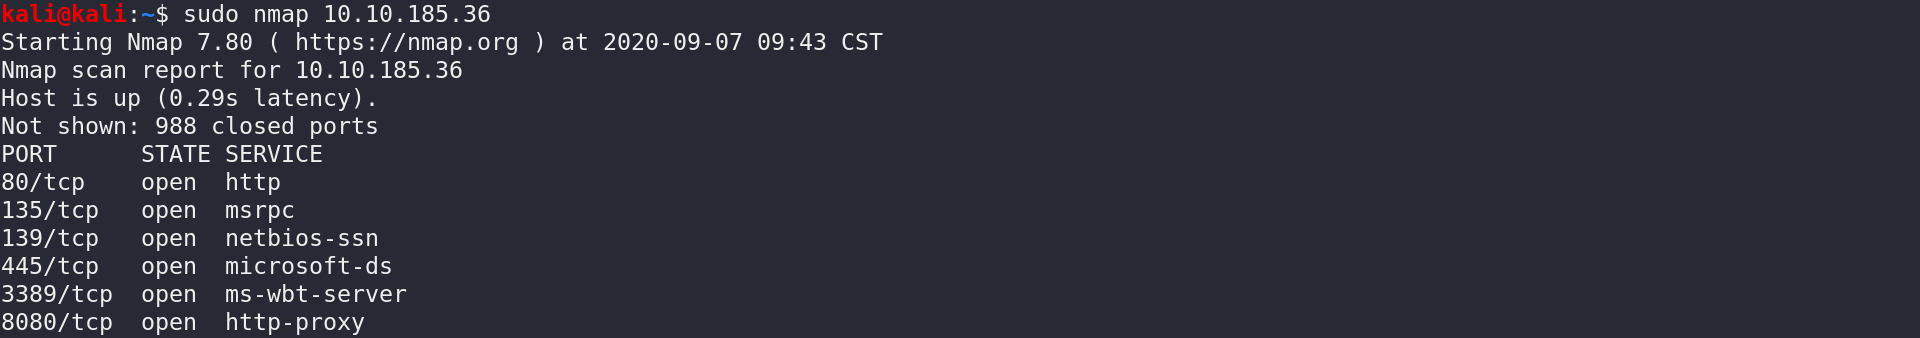 kali@kali:~$ sudo nmap 10.10.185.36
Starting Nmap 7.80 ( https://nmap.org ) at 2020-09-07 09:43 CST
Nmap scan report for 10.10.185.36
Host is up (0.29s latency).
Not shown: 988 closed ports
PORT      STATE SERVICE
80/tcp    open  http
135/tcp   open  msrpc
139/tcp   open  netbios-ssn
445/tcp   open  microsoft-ds
3389/tcp  open  ms-wbt-server
8080/tcp  open  http-proxy